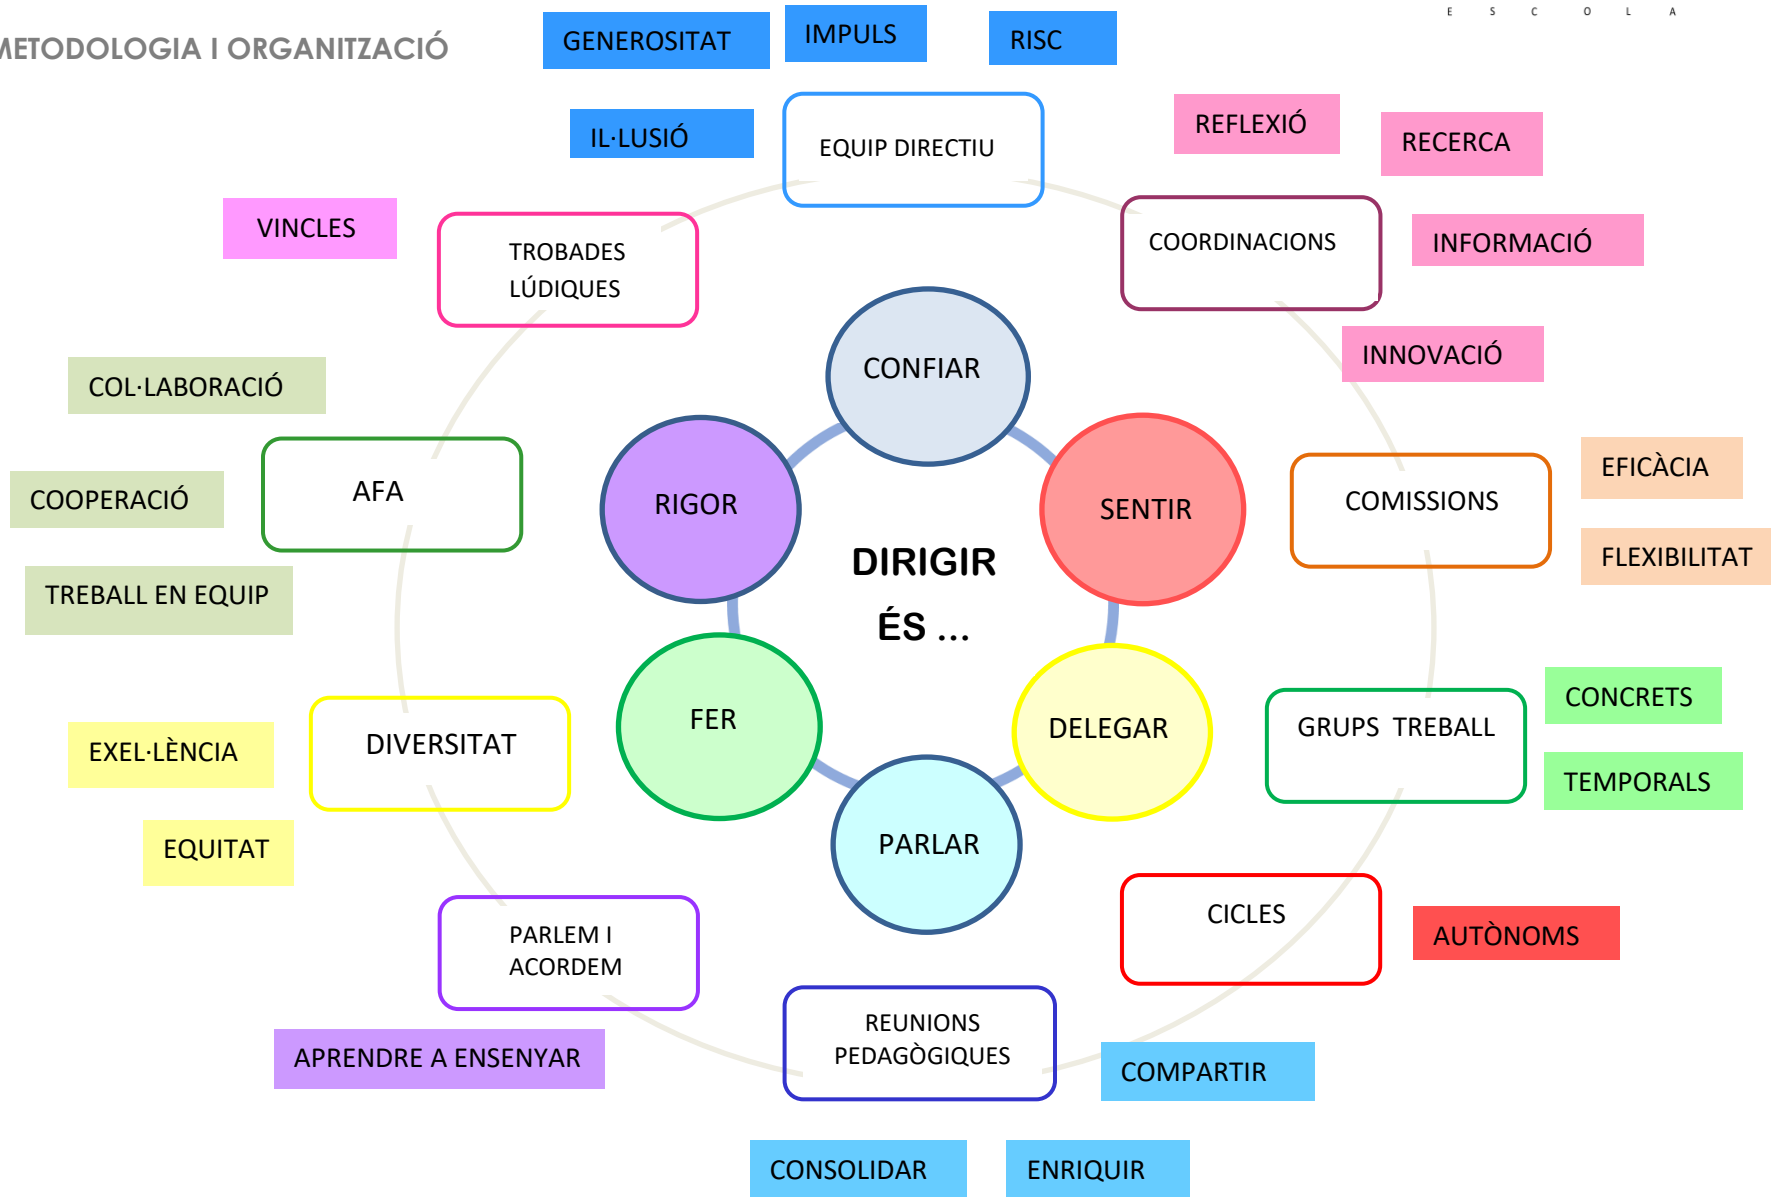 E S C O L A
METODOLOGIA I ORGANITZACIÓ
GENEROSITAT
IMPULS
RISC
IL·LUSIÓ
EQUIP DIRECTIU
REFLEXIÓ
RECERCA
VINCLES
TROBADES
LÚDIQUES
COORDINACIONS
INFORMACIÓ
INNOVACIÓ
CONFIAR
COL·LABORACIÓ
AFA
COOPERACIÓ
TREBALL EN EQUIP
RIGOR
SENTIR
COMISSIONS
EFICÀCIA
FLEXIBILITAT
DIRIGIR
ÉS ...
FER
DELEGAR
PARLAR
GRUPS TREBALL
CONCRETS
TEMPORALS
EXEL·LÈNCIA
DIVERSITAT
EQUITAT
CICLES
AUTÒNOMS
PARLEM I
ACORDEM
APRENDRE A ENSENYAR
REUNIONS
PEDAGÒGIQUES
COMPARTIR
CONSOLIDAR
ENRIQUIR